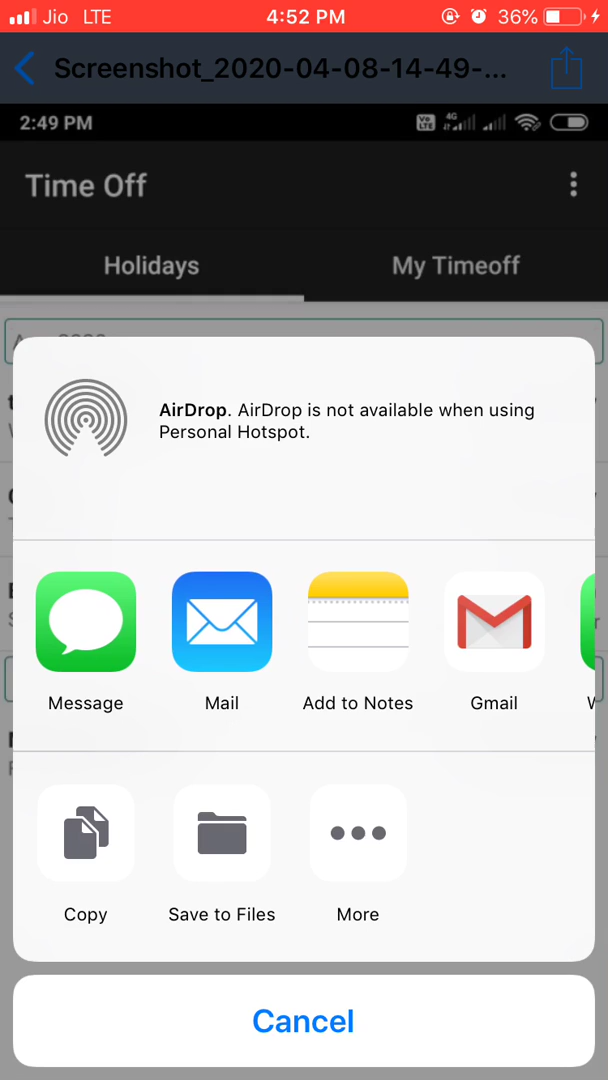 Jio LTE 4:52 PM 36%
Screenshot_2020-04-08-14-49-...
2:49 PM VoLTE 4G
Time Off
Holidays My Timeoff
AirDrop. AirDrop is not available when using
Personal Hotspot.
Message Mail Add to Notes Gmail
Copy Save to Files More
Cancel